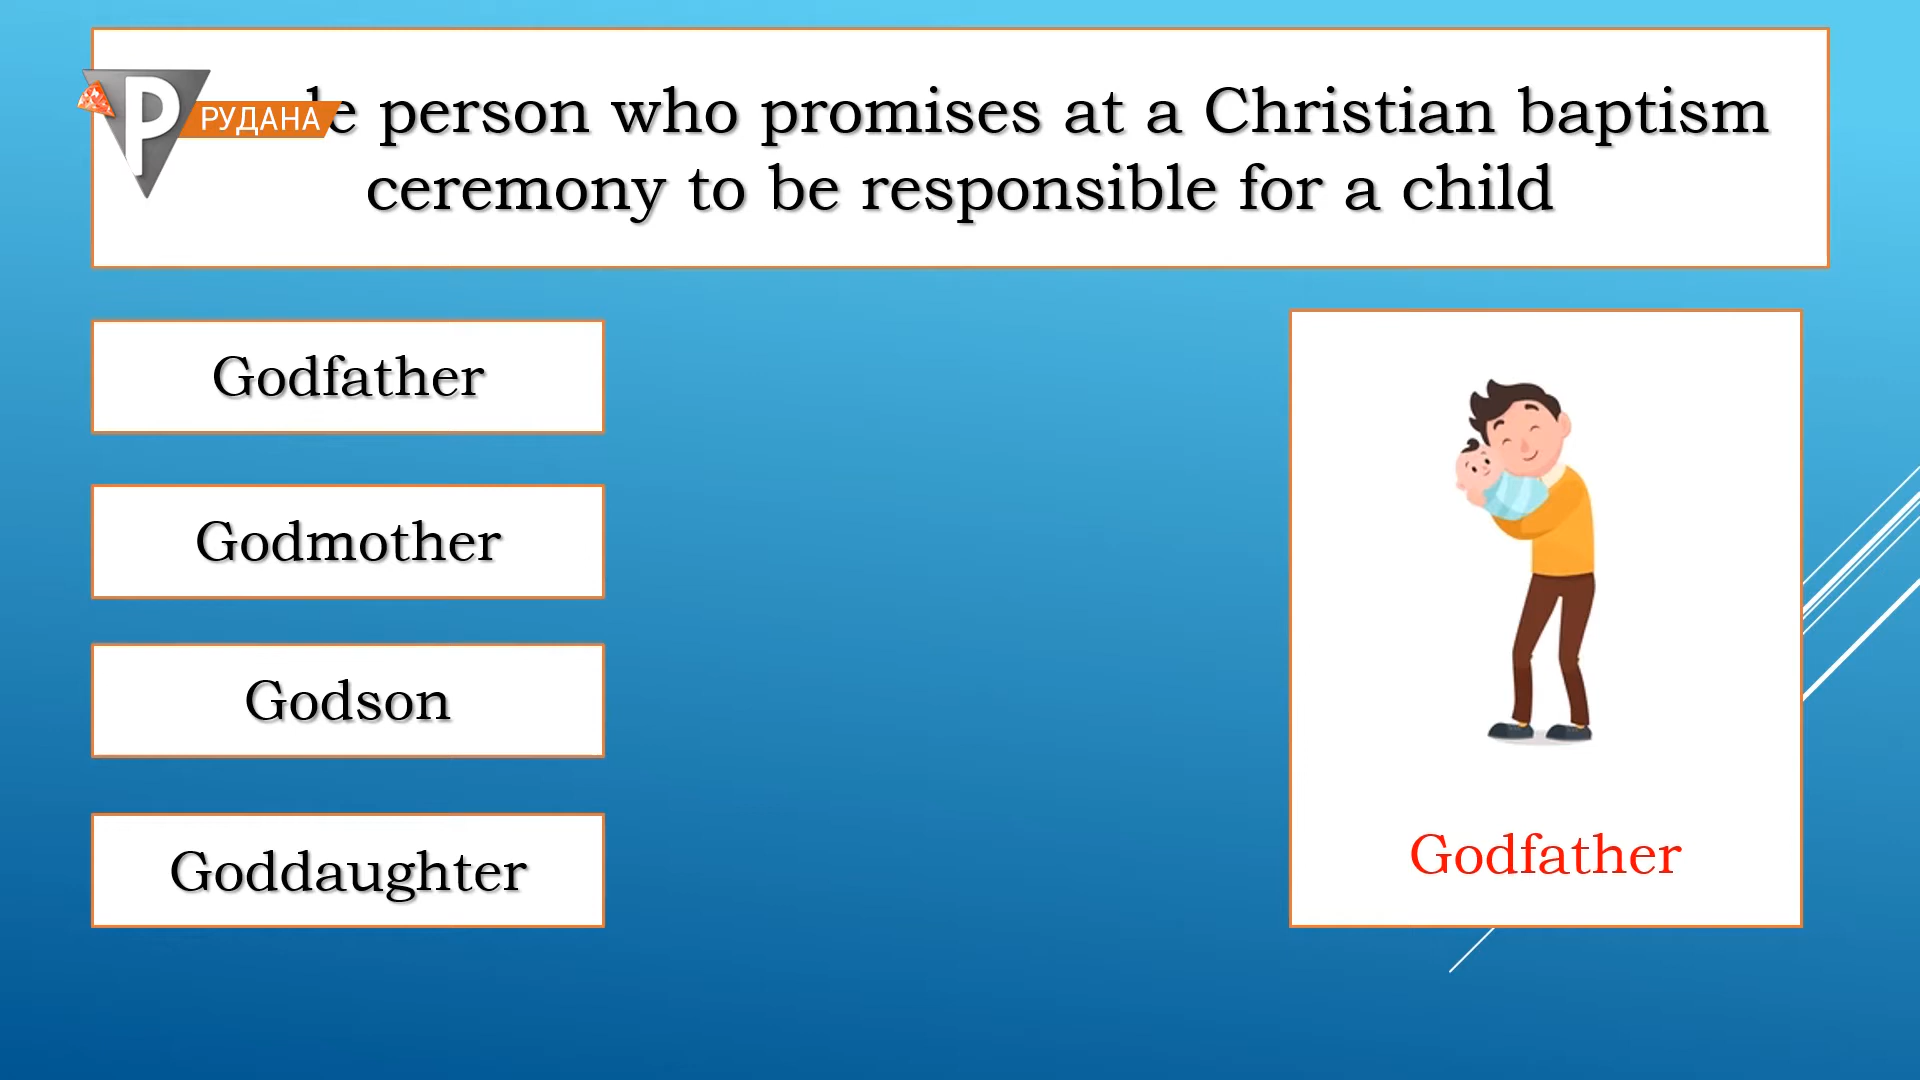 person who promises at a Christian baptism
ceremony to be responsible for a child
Р РУДАНА
Godfather
Godmother
Godson
Goddaughter
Godfather